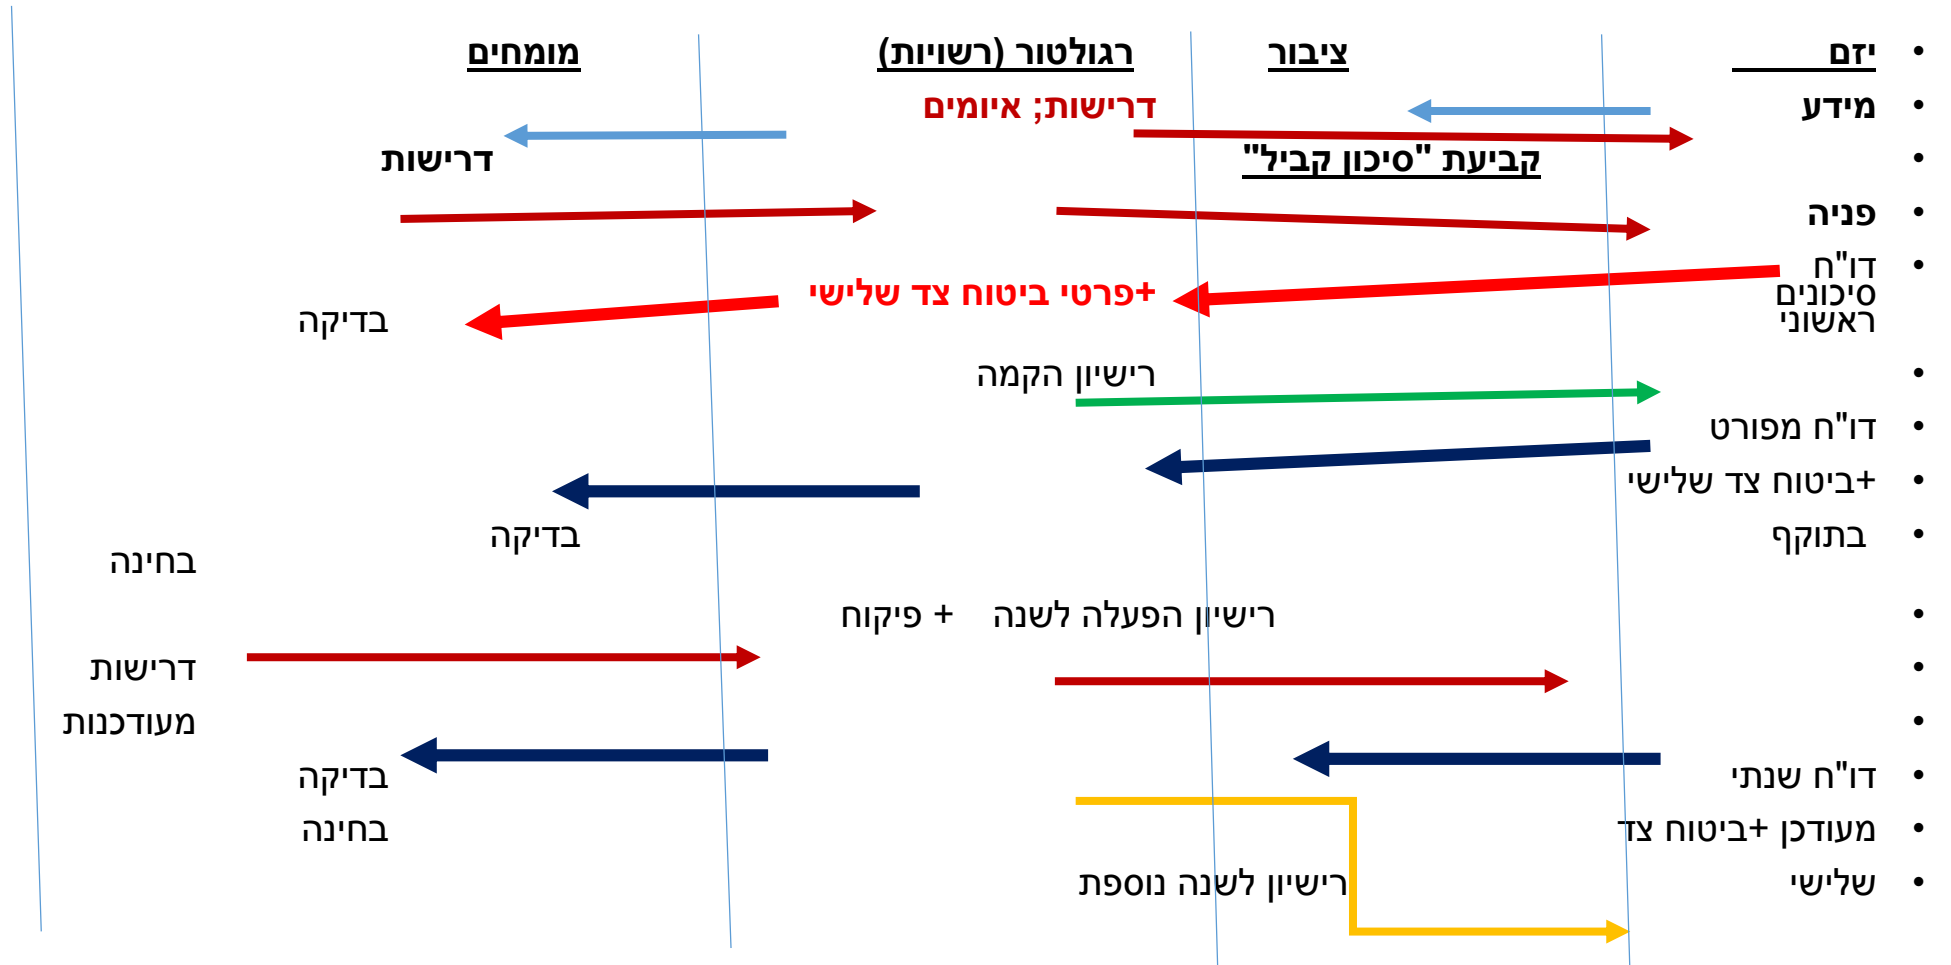 • יזם ציבור רגולטור (רשויות) מומחים
• מידע דרישות; איומים
• קביעת "סיכון קביל" דרישות
• פניה
• דו"ח
סיכונים
ראשוני
+פרטי ביטוח צד שלישי
בדיקה
• רישיון הקמה
• דו"ח מפורט
• +ביטוח צד שלישי
• בתוקף בדיקה
בחינה
• רישיון הפעלה לשנה + פיקוח
• דרישות
• מעודכנות
• דו"ח שנתי בדיקה
• מעודכן +ביטוח צד בחינה
• שלישי רישיון לשנה נוספת